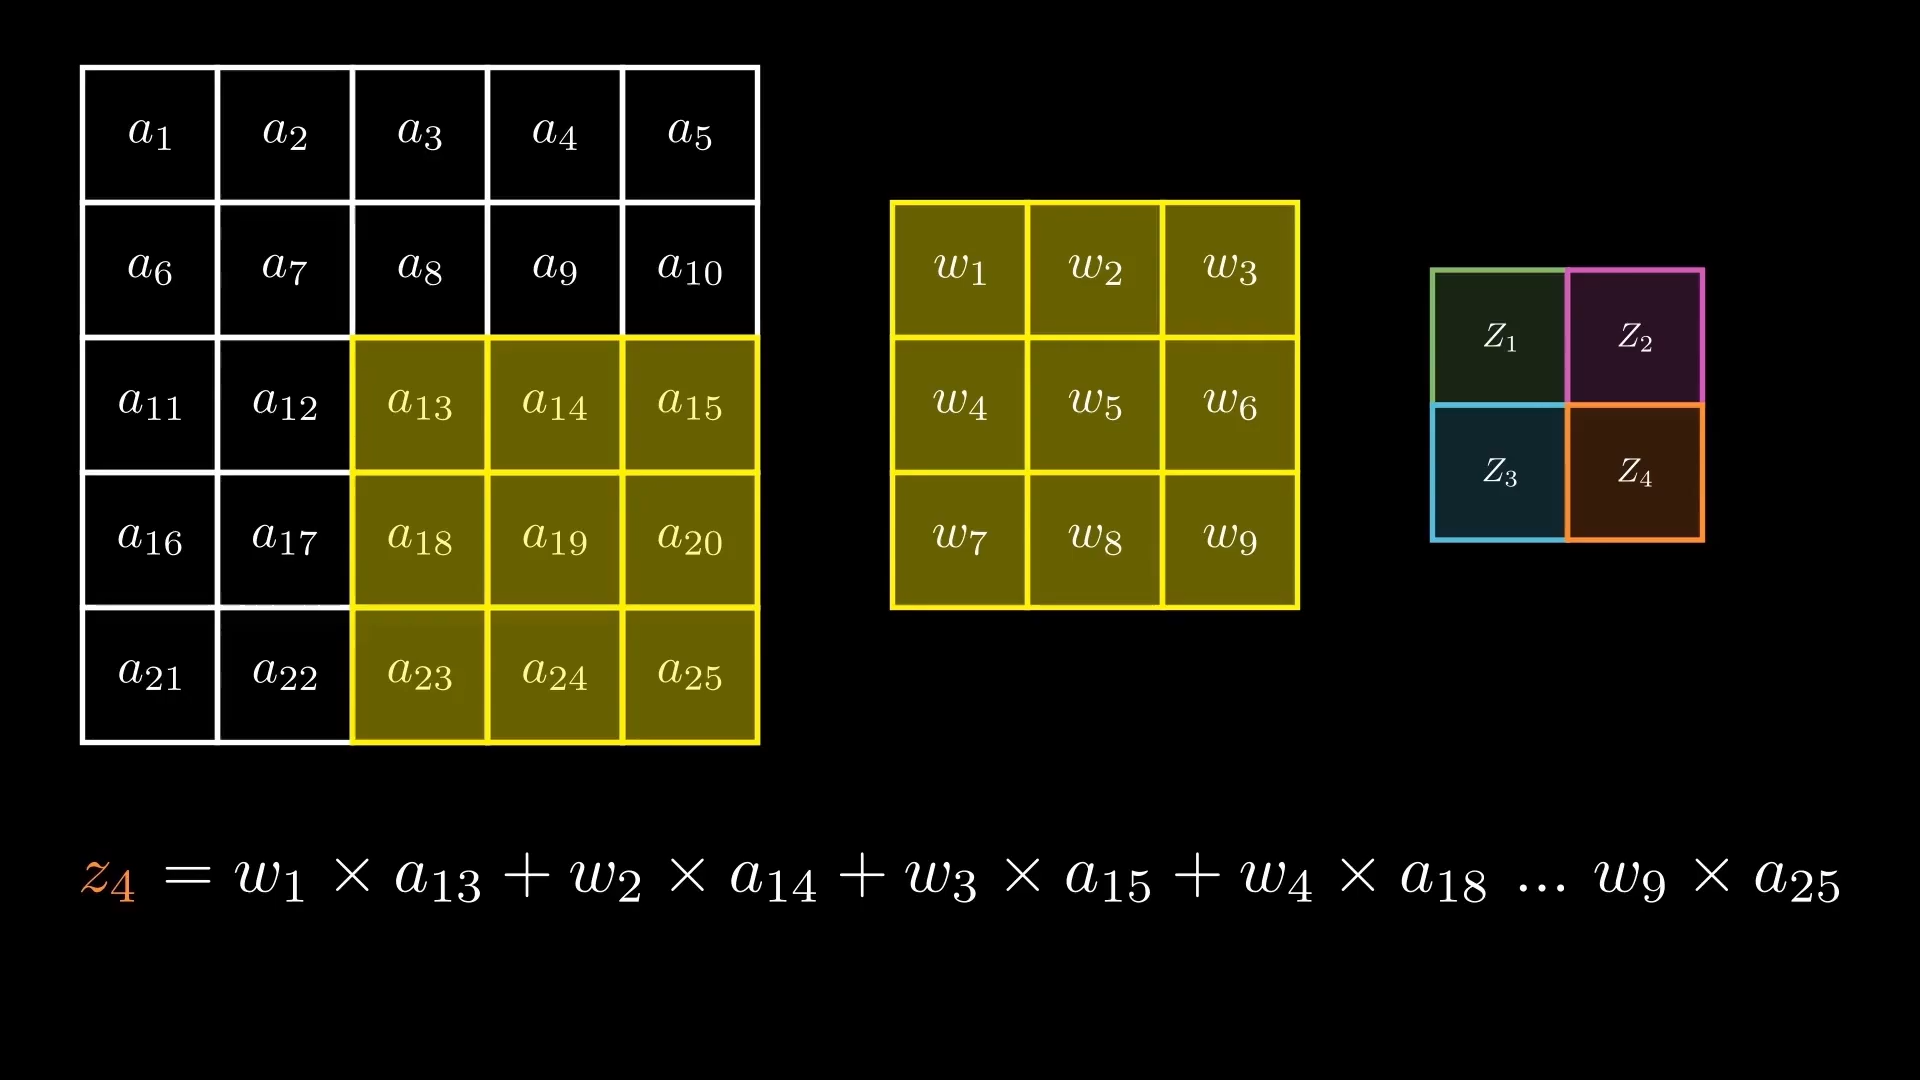 a₁ a₂ a₃ a₄ a₅
a₆ a₇ a₈ a₉ a₁₀
a₁₁ a₁₂ a₁₃ a₁₄ a₁₅
a₁₆ a₁₇ a₁₈ a₁₉ a₂₀
a₂₁ a₂₂ a₂₃ a₂₄ a₂₅
w₁ w₂ w₃
w₄ w₅ w₆
w₇ w₈ w₉
z₁ z₂
z₃ z₄
z₄ = w₁ × a₁₃ + w₂ × a₁₄ + w₃ × a₁₅ + w₄ × a₁₈ ... w₉ × a₂₅